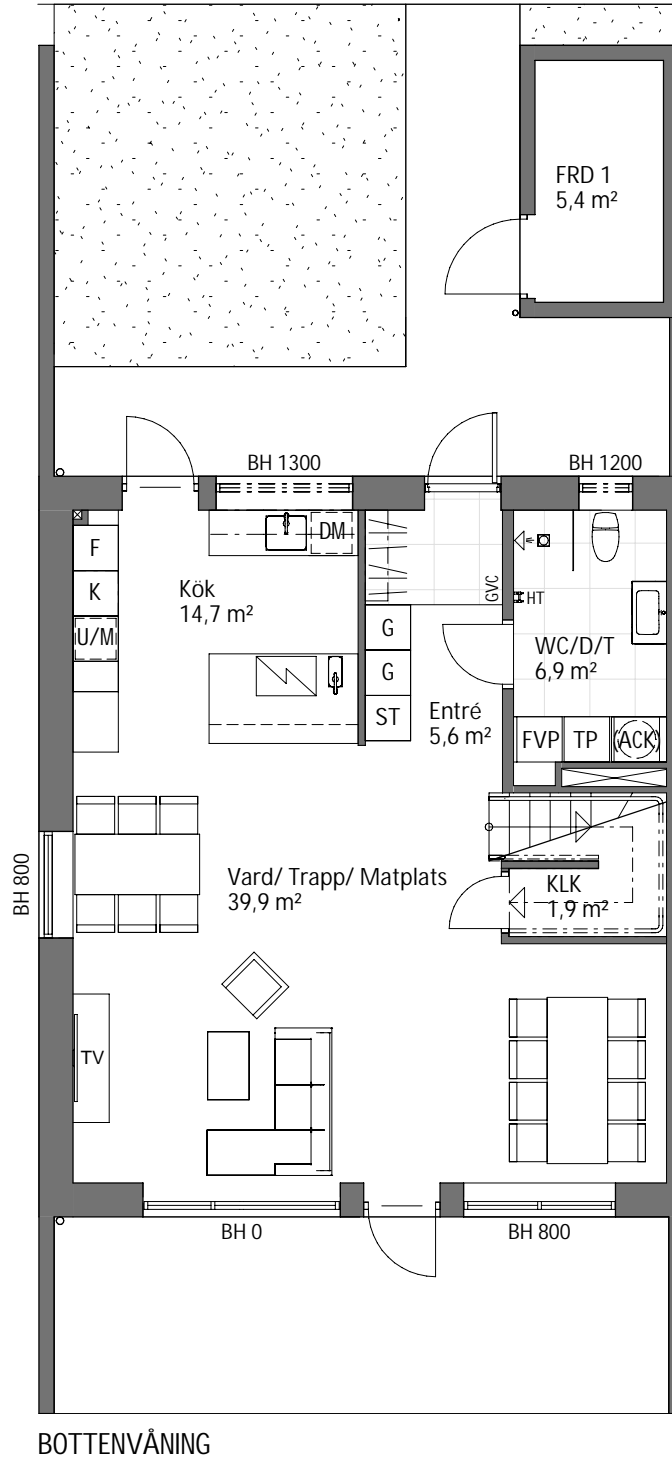 FRD 1
5,4 m²
BH 1300
BH 1200
F
K
U/M
DM
Kök
14,7 m²
G
G
ST
GVC
HT
WC/D/T
6,9 m²
Entré
5,6 m²
FVP
TP
(ACK)
BH 800
Vard/ Trapp/ Matplats
39,9 m²
KLK
1,9 m²
TV
BH 0
BH 800
BOTTENVÅNING